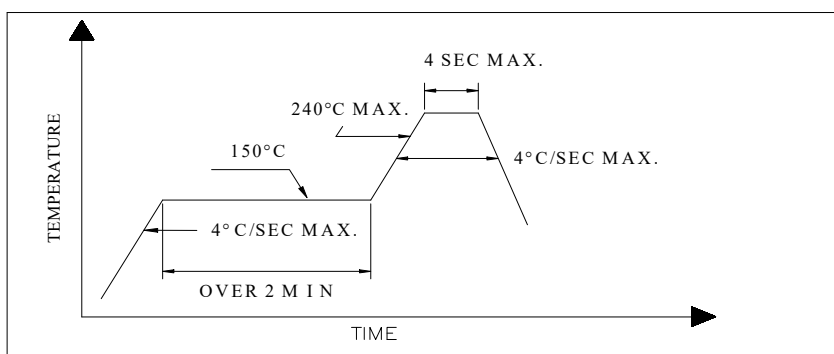 4 SEC MAX.
240°C MAX.
150°C
4°C/SEC MAX.
4°C/SEC MAX.
OVER 2 MIN
TEMPERATURE
TIME